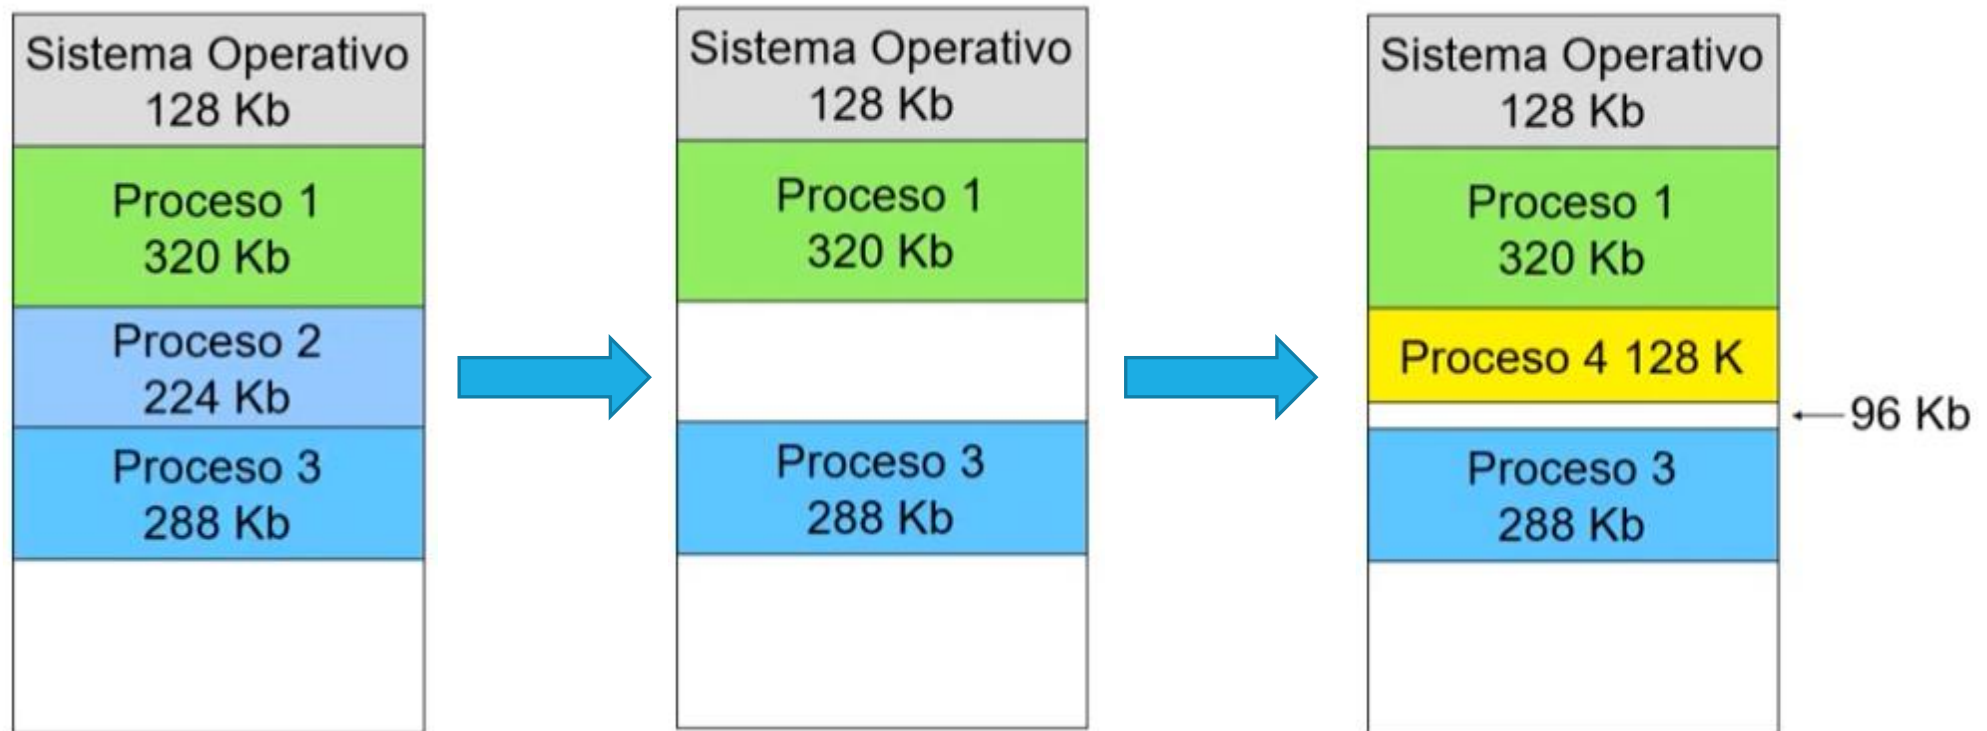 Sistema Operativo
128 Kb
Proceso 1
320 Kb
Proceso 2
224 Kb
Proceso 3
288 Kb
Sistema Operativo
128 Kb
Proceso 1
320 Kb
Proceso 3
288 Kb
Sistema Operativo
128 Kb
Proceso 1
320 Kb
Proceso 4 128 K
96 Kb
Proceso 3
288 Kb